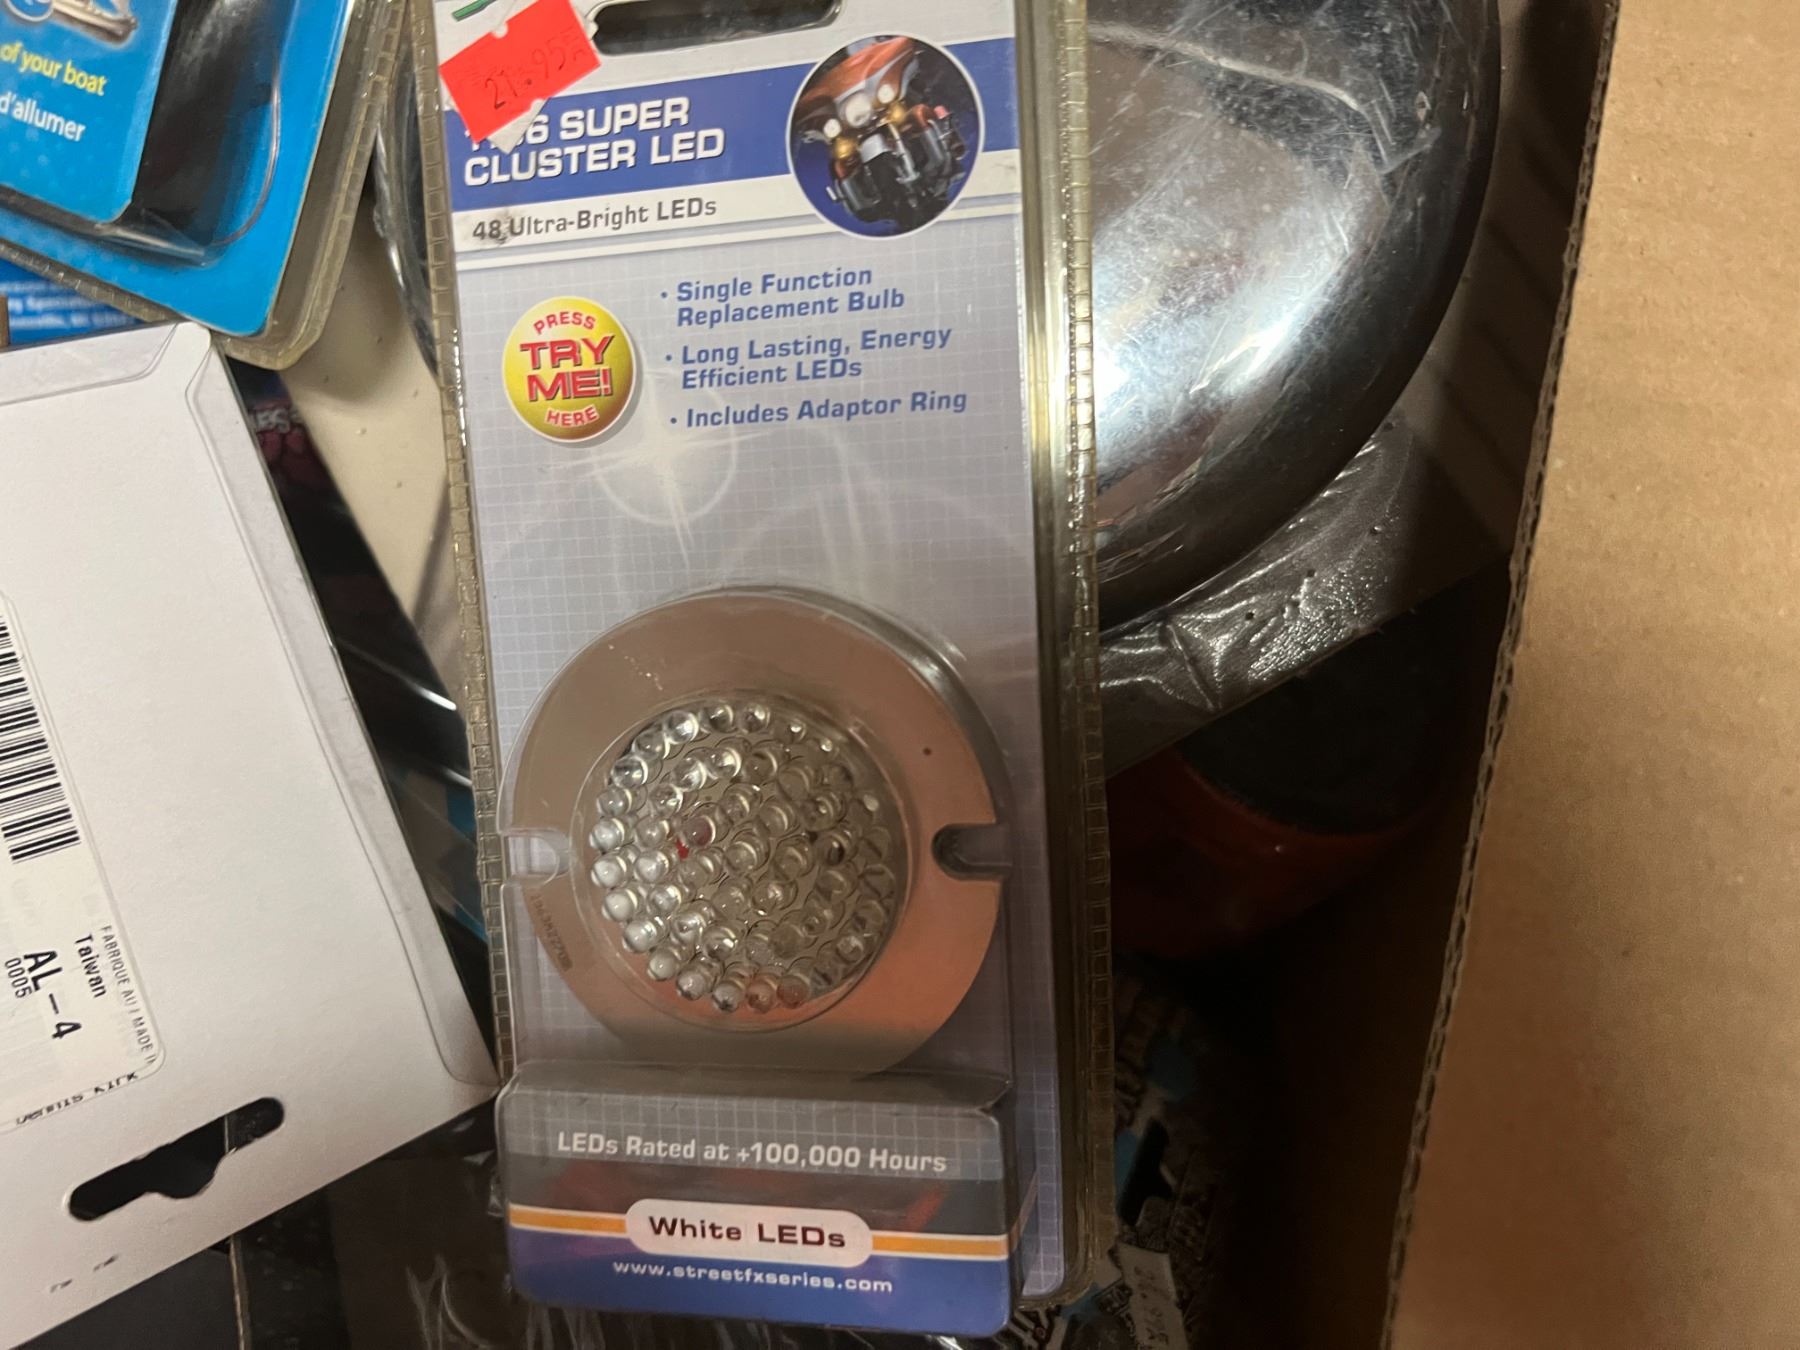 of your boat
d'allumer
21.95
SUPER
CLUSTER LED
48 Ultra-Bright LEDs
• Single Function
Replacement Bulb
• Long Lasting, Energy
Efficient LEDs
• Includes Adaptor Ring
PRESS
TRY
ME!
HERE
LEDs Rated at +100,000 Hours
White LEDs
www.streetfxseries.com
FABRIQUE AU / MADE IN
Taiwan
AL-4
0005